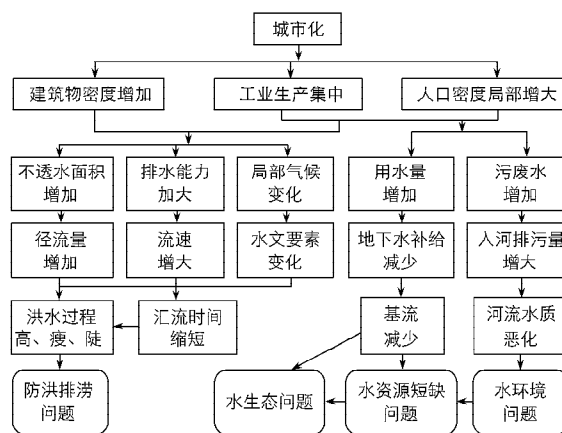 城市化
建筑物密度增加
工业生产集中
人口密度局部增大
不透水面积
增加
排水能力
加大
局部气候
变化
用水量
增加
污废水
增加
径流量
增加
流速
增大
水文要素
变化
地下水补给
减少
入河排污量
增大
洪水过程
高、瘦、陡
汇流时间
缩短
基流
减少
河流水质
恶化
防洪排涝
问题
水生态问题
水资源短缺
问题
水环境
问题